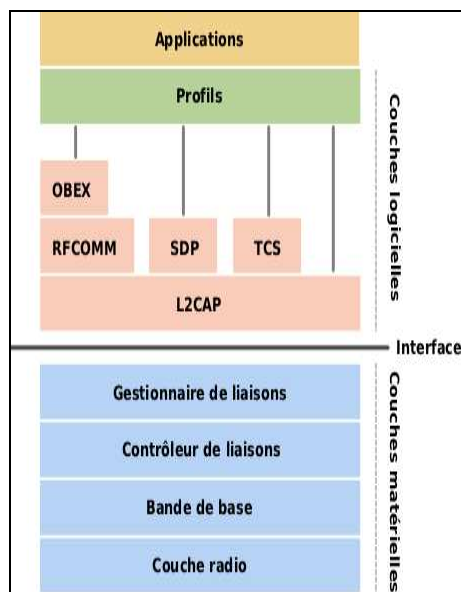 Applications
Profils
OBEX
RFCOMM
SDP
TCS
L2CAP
Couches logicielles
Interface
Gestionnaire de liaisons
Contrôleur de liaisons
Bande de base
Couche radio
Couches matérielles